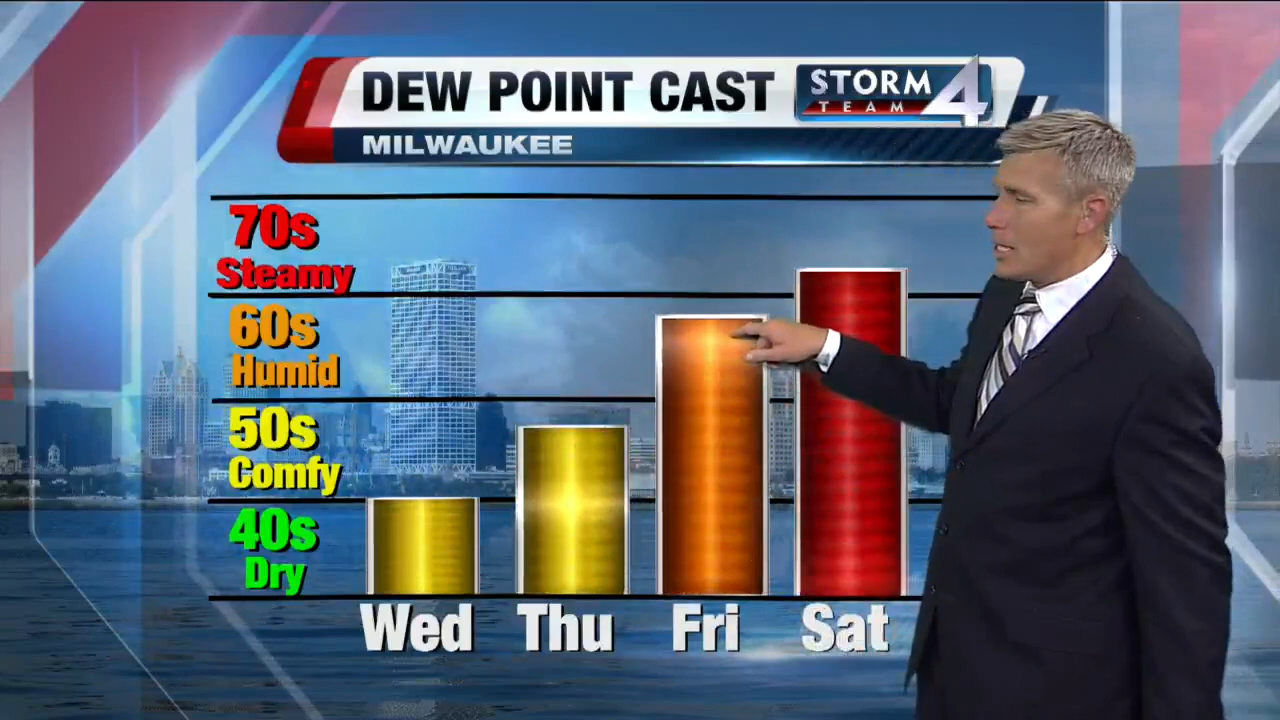 DEW POINT CAST
STORM
TEAM
4
MILWAUKEE
70s
Steamy
60s
Humid
50s
Comfy
40s
Dry
Wed Thu Fri Sat